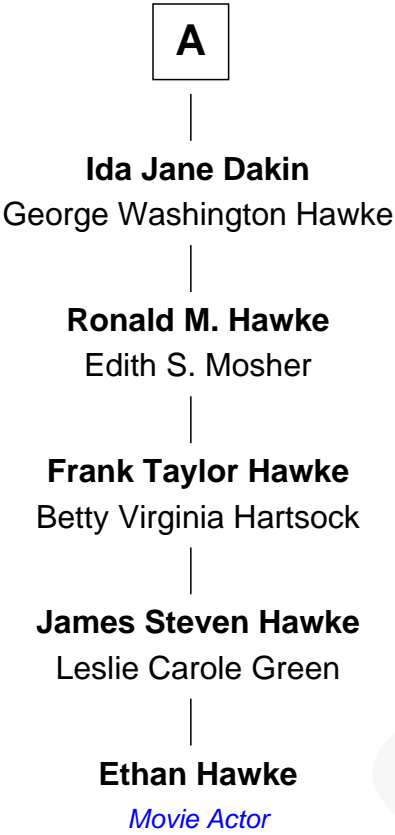 A
Ida Jane Dakin
George Washington Hawke
Ronald M. Hawke
Edith S. Mosher
Frank Taylor Hawke
Betty Virginia Hartsock
James Steven Hawke
Leslie Carole Green
Ethan Hawke
Movie Actor